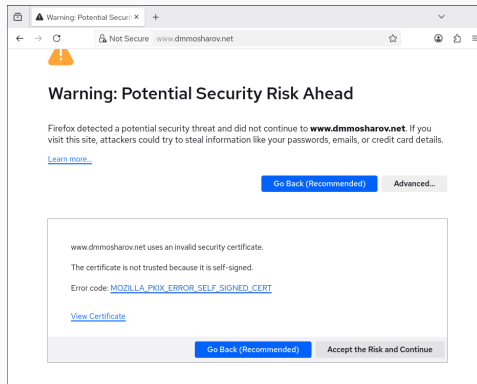 Warning: Potential Securi
Not Secure www.dmmosharov.net
Warning: Potential Security Risk Ahead
Firefox detected a potential security threat and did not continue to www.dmmosharov.net. If you
visit this site, attackers could try to steal information like your passwords, emails, or credit card details.
Learn more...
Go Back (Recommended) Advanced...
www.dmmosharov.net uses an invalid security certificate.
The certificate is not trusted because it is self-signed.
Error code: MOZILLA_PKIX_ERROR_SELF_SIGNED_CERT
View Certificate
Go Back (Recommended) Accept the Risk and Continue